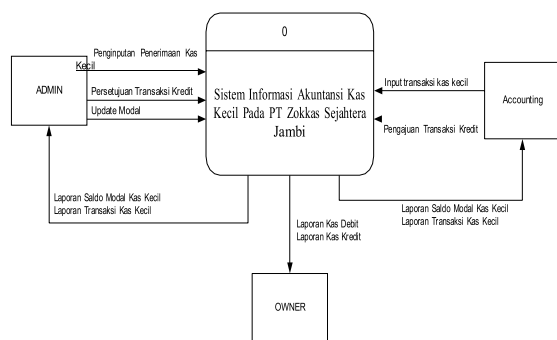 0
Penginputan Penerimaan Kas
Kecil
ADMIN
Persetujuan Transaksi Kredit
Update Modal
Sistem Informasi Akuntansi Kas
Kecil Pada PT Zokkas Sejahtera
Jambi
Input transaksi kas kecil
Accounting
Pengajuan Transaksi Kredit
Laporan Saldo Modal Kas Kecil
Laporan Transaksi Kas Kecil
Laporan Kas Debit
Laporan Kas Kredit
Laporan Saldo Modal Kas Kecil
Laporan Transaksi Kas Kecil
OWNER